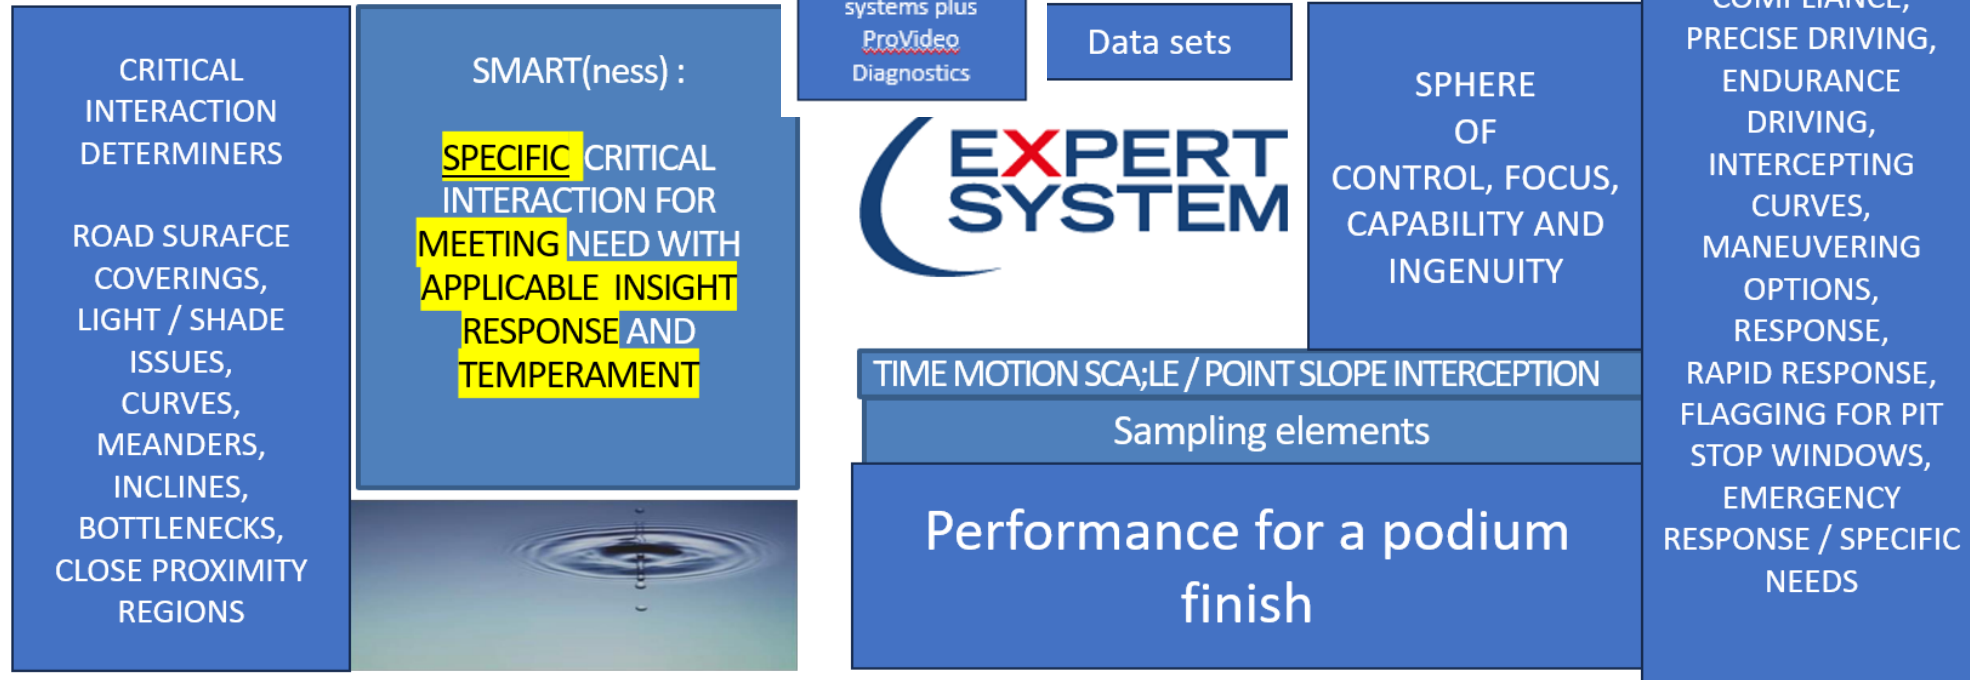 CRITICAL
INTERACTION
DETERMINERS
ROAD SURAFCE
COVERINGS,
LIGHT / SHADE
ISSUES,
CURVES,
MEANDERS,
INCLINES,
BOTTLENECKS,
CLOSE PROXIMITY
REGIONS
SMART(ness) :
SPECIFIC CRITICAL
INTERACTION FOR
MEETING NEED WITH
APPLICABLE INSIGHT
RESPONSE AND
TEMPERAMENT
systems plus
ProVideo
Diagnostics
Data sets
EXPERT
SYSTEM
SPHERE
OF
CONTROL, FOCUS,
CAPABILITY AND
INGENUITY
TIME MOTION SCA;LE / POINT SLOPE INTERCEPTION
Sampling elements
Performance for a podium
finish
COMPLIANCE,
PRECISE DRIVING,
ENDURANCE
DRIVING,
INTERCEPTING
CURVES,
MANEUVERING
OPTIONS,
RESPONSE,
RAPID RESPONSE,
FLAGGING FOR PIT
STOP WINDOWS,
EMERGENCY
RESPONSE / SPECIFIC
NEEDS